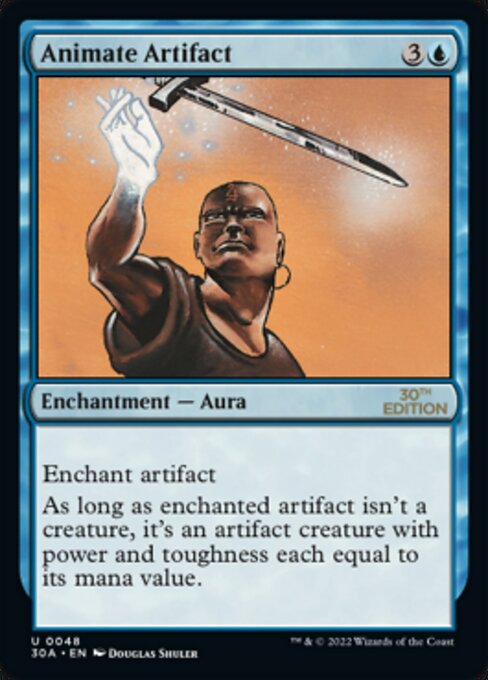 Animate Artifact 3
Enchantment — Aura
30TH
EDITION
Enchant artifact
As long as enchanted artifact isn't a
creature, it's an artifact creature with
power and toughness each equal to
its mana value.
U 0048
30A • EN Douglas Shuler
™ & © 2022 Wizards of the Coast